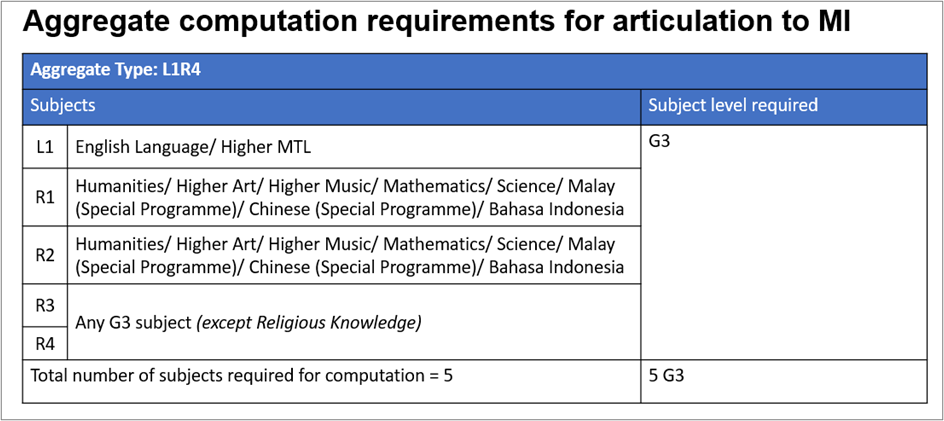 Aggregate computation requirements for articulation to MI
Aggregate Type: L1R4
Subjects
Subject level required
L1
English Language/ Higher MTL
G3
R1
Humanities/ Higher Art/ Higher Music/ Mathematics/ Science/ Malay
(Special Programme)/ Chinese (Special Programme)/ Bahasa Indonesia
R2
Humanities/ Higher Art/ Higher Music/ Mathematics/ Science/ Malay
(Special Programme)/ Chinese (Special Programme)/ Bahasa Indonesia
R3
Any G3 subject (except Religious Knowledge)
R4
Total number of subjects required for computation = 5
5 G3